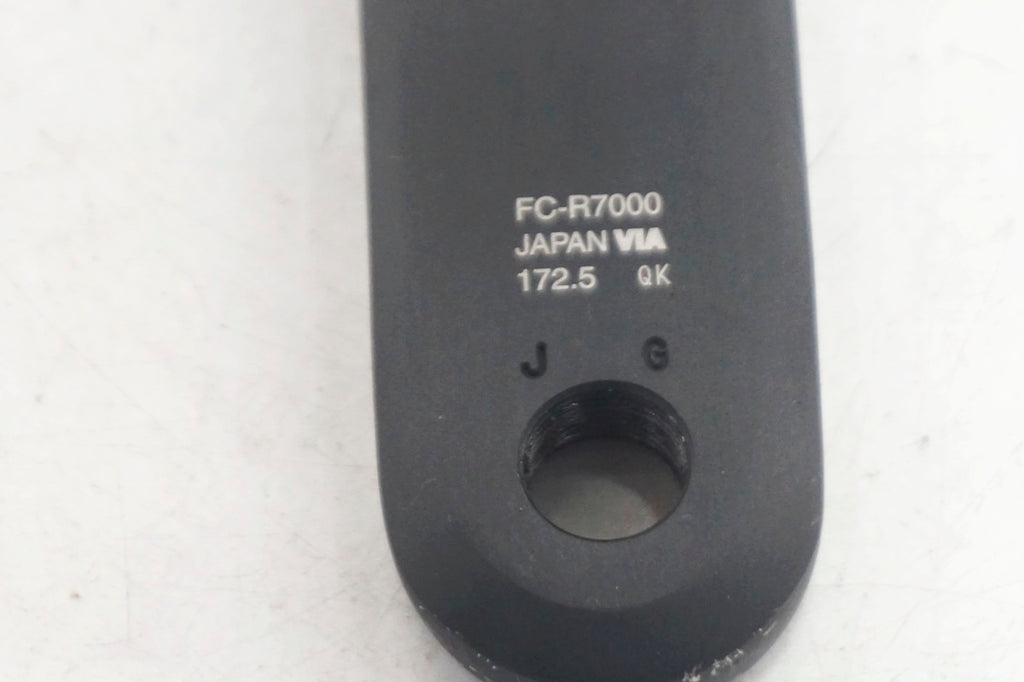 FC-R7000
JAPAN VIA
172.5 QK
J G